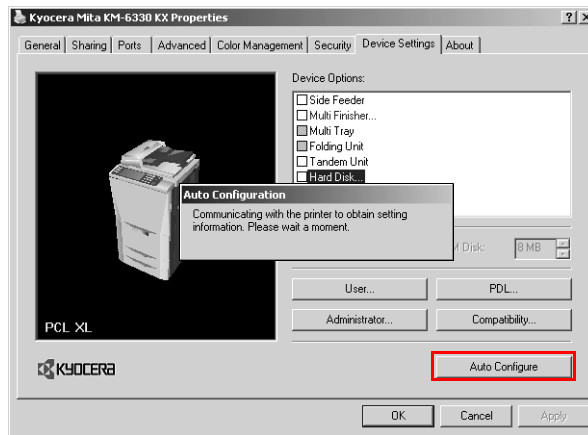 Kyocera Mita KM-6330 KX Properties
General Sharing Ports Advanced Color Management Security Device Settings About
Device Options:
Side Feeder
Multi Finisher...
Multi Tray
Folding Unit
Tandem Unit
Hard Disk...
Auto Configuration
Communicating with the printer to obtain setting
information. Please wait a moment.
M Disk: 8 MB
User... PDL...
Administrator... Compatibility...
PCL XL
KYOCERA
Auto Configure
OK Cancel Apply